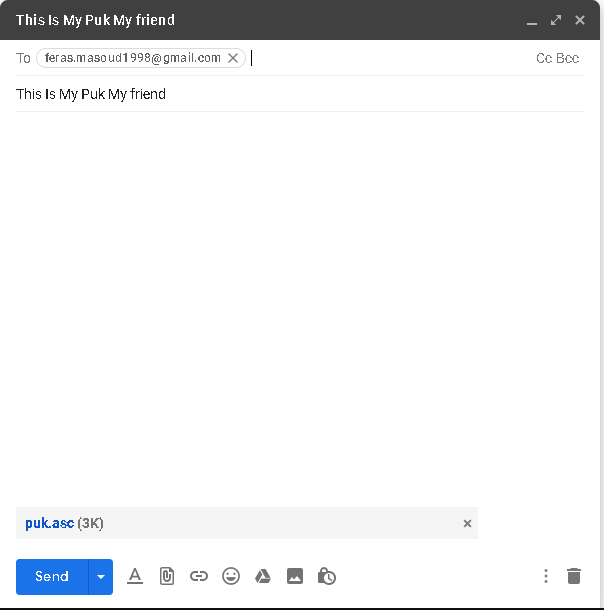 This Is My Puk My friend
To feras.masoud1998@gmail.com Cc Bcc
This Is My Puk My friend
puk.asc (3K)
Send